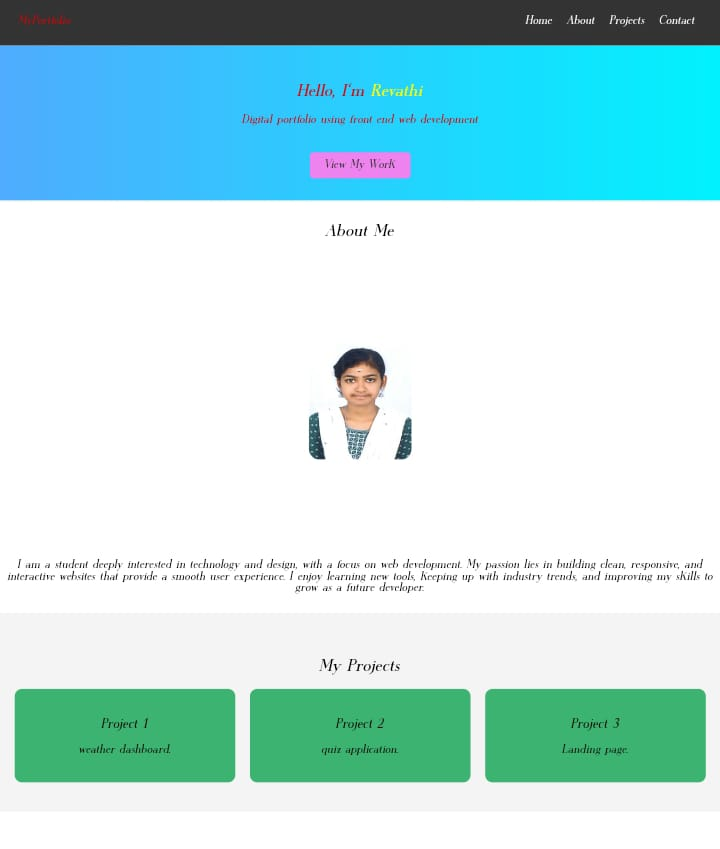 MyPortfolio
Home About Projects Contact
Hello, I'm Revathi
Digital portfolio using front end web development
View My Work
About Me
I am a student deeply interested in technology and design, with a focus on web development. My passion lies in building clean, responsive, and
interactive websites that provide a smooth user experience. I enjoy learning new tools, Keeping up with industry trends, and improving my skills to
grow as a future developer.
My Projects
Project 1
weather dashboard.
Project 2
quiz application.
Project 3
Landing page.